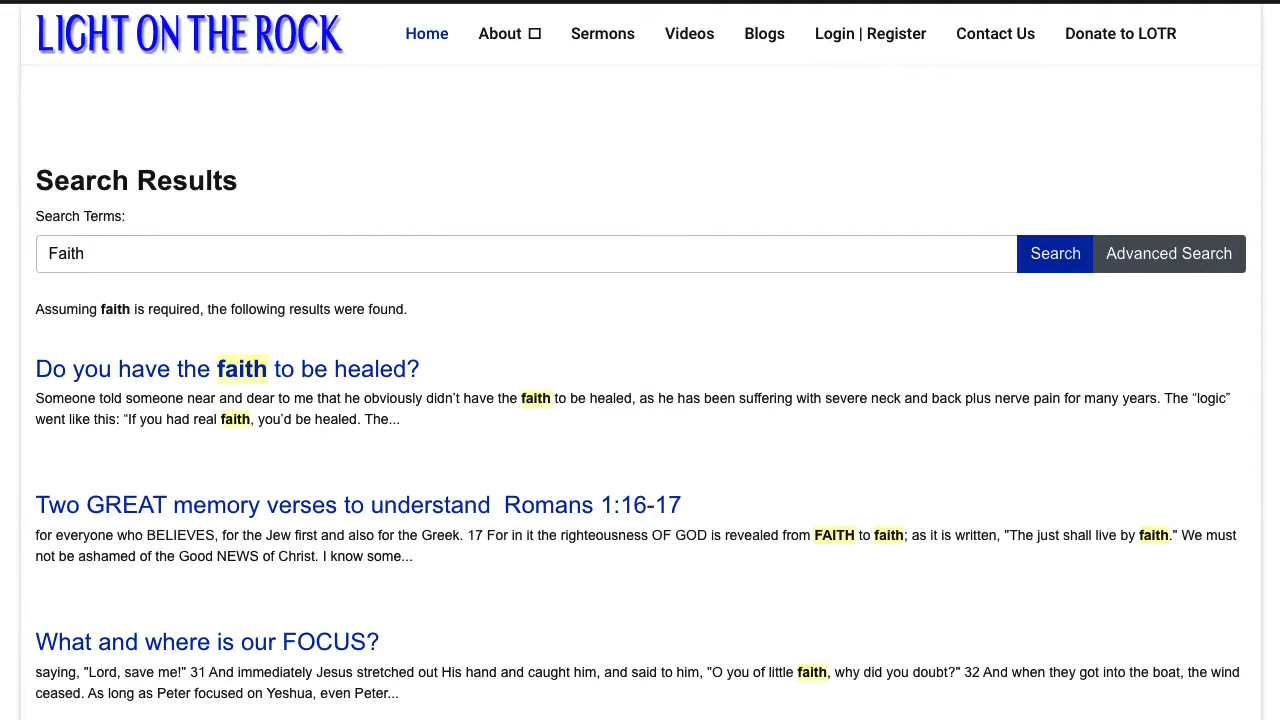 LIGHT ON THE ROCK
Home About Sermons Videos Blogs Login | Register Contact Us Donate to LOTR
Search Results
Search Terms:
Faith Search Advanced Search
Assuming faith is required, the following results were found.
Do you have the faith to be healed?
Someone told someone near and dear to me that he obviously didn’t have the faith to be healed, as he has been suffering with severe neck and back plus nerve pain for many years. The “logic”
went like this: “If you had real faith, you’d be healed. The...
Two GREAT memory verses to understand  Romans 1:16-17
for everyone who BELIEVES, for the Jew first and also for the Greek. 17 For in it the righteousness OF GOD is revealed from FAITH to faith; as it is written, "The just shall live by faith." We must
not be ashamed of the Good NEWS of Christ. I know some...
What and where is our FOCUS?
saying, "Lord, save me!" 31 And immediately Jesus stretched out His hand and caught him, and said to him, "O you of little faith, why did you doubt?" 32 And when they got into the boat, the wind
ceased. As long as Peter focused on Yeshua, even Peter...